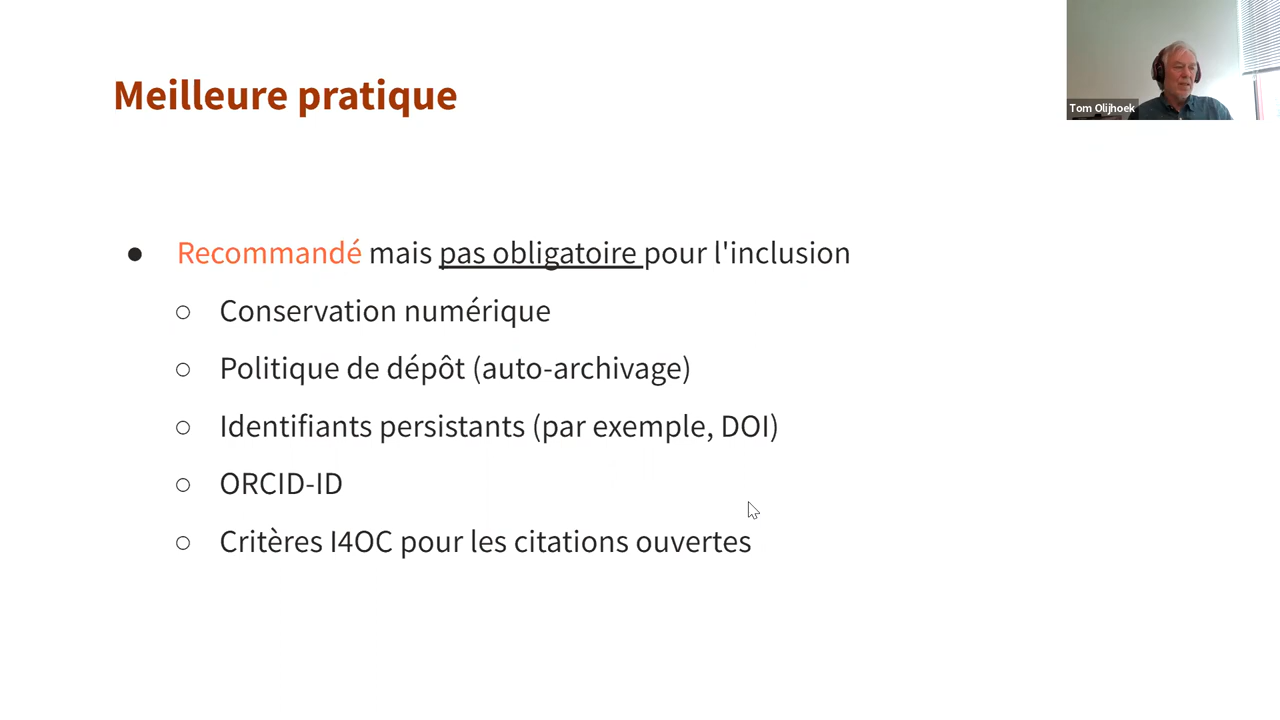 Meilleure pratique
Tom Olijhoek
● Recommandé mais pas obligatoire pour l'inclusion
○ Conservation numérique
○ Politique de dépôt (auto-archivage)
○ Identifiants persistants (par exemple, DOI)
○ ORCID-ID
○ Critères I4OC pour les citations ouvertes